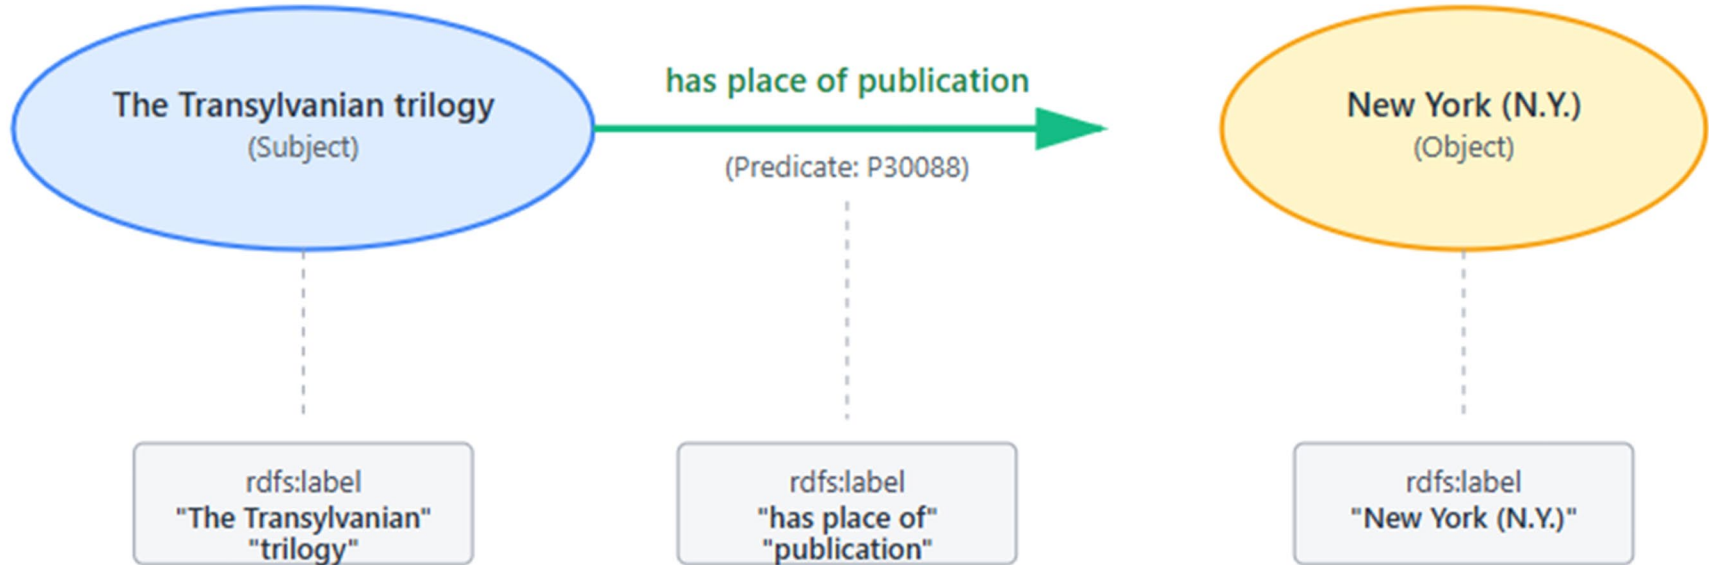 The Transylvanian trilogy
(Subject)
has place of publication
(Predicate: P30088)
New York (N.Y.)
(Object)
rdfs:label
"The Transylvanian"
"trilogy"
rdfs:label
"has place of"
"publication"
rdfs:label
"New York (N.Y.)"